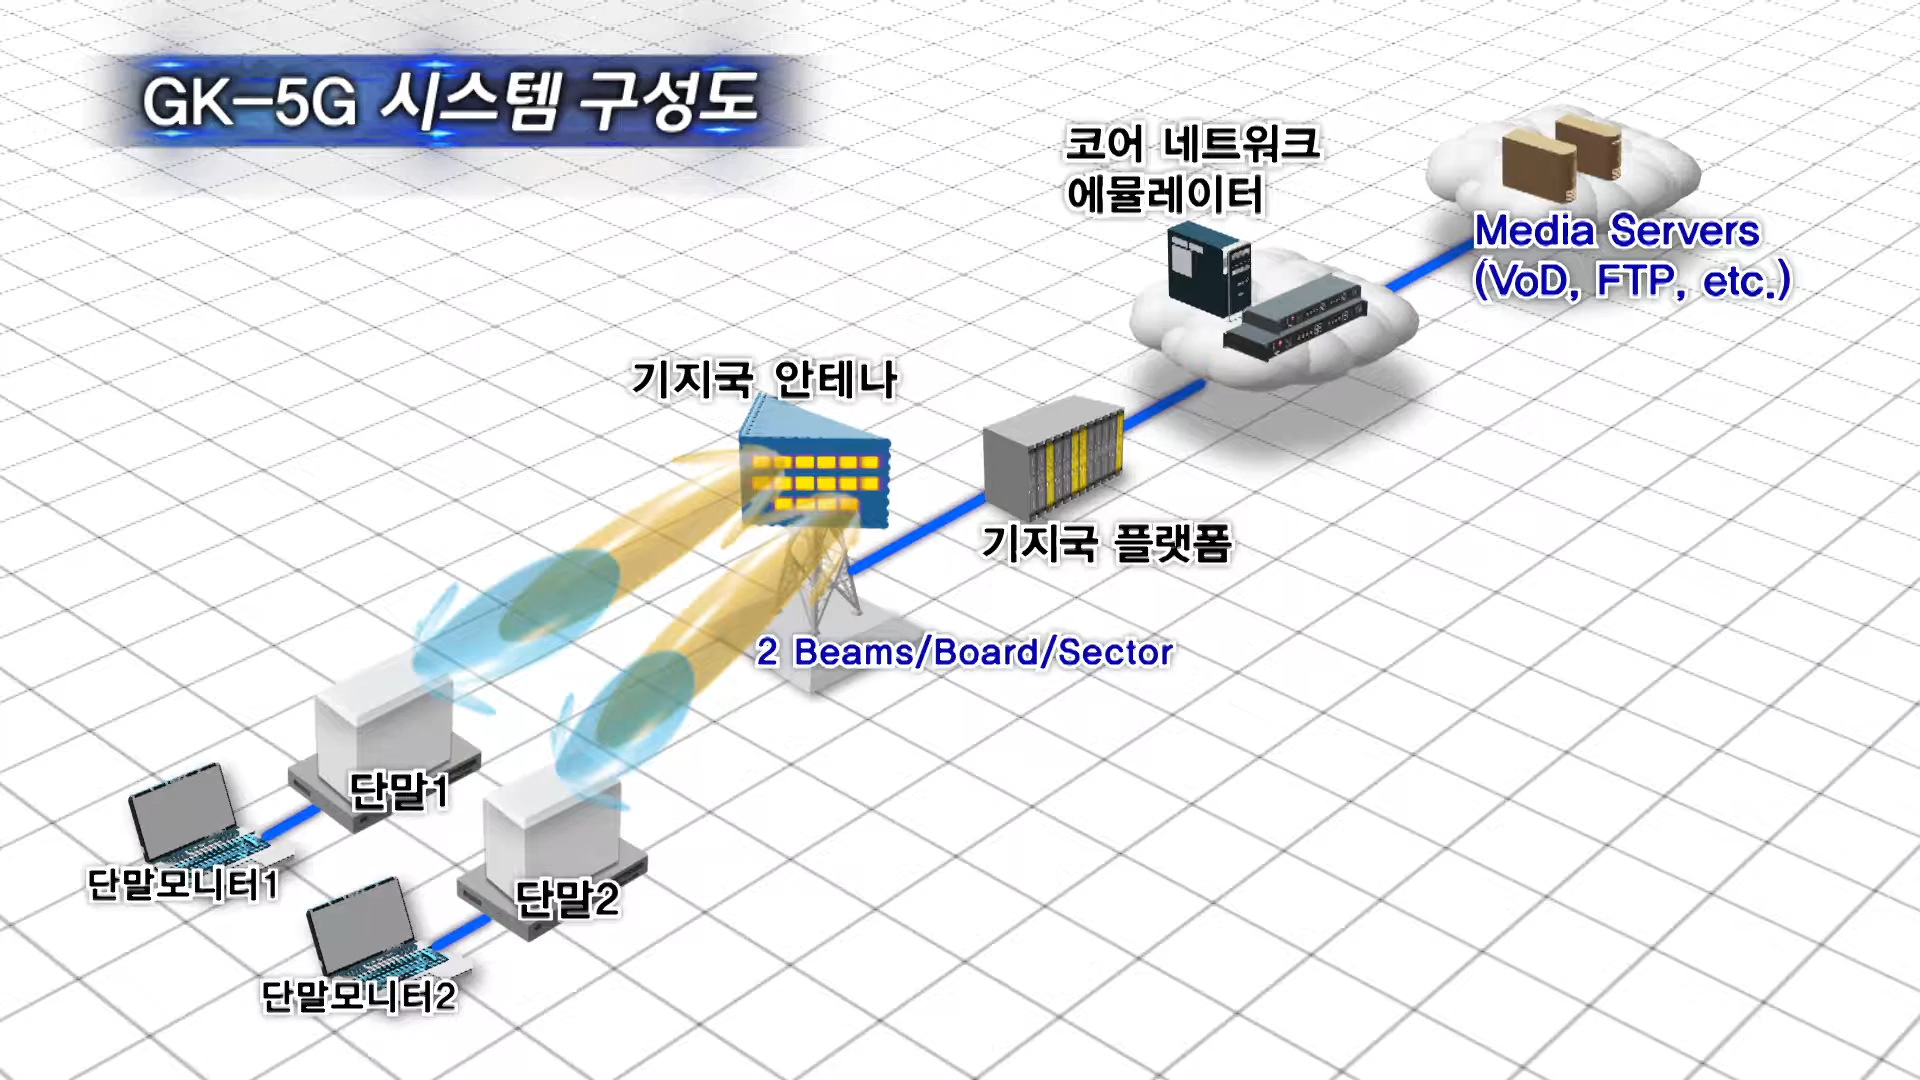 GK-5G 시스템 구성도
코어 네트워크
에뮬레이터
Media Servers
(VoD, FTP, etc.)
기지국 안테나
기지국 플랫폼
2 Beams/Board/Sector
단말1
단말모니터1
단말2
단말모니터2